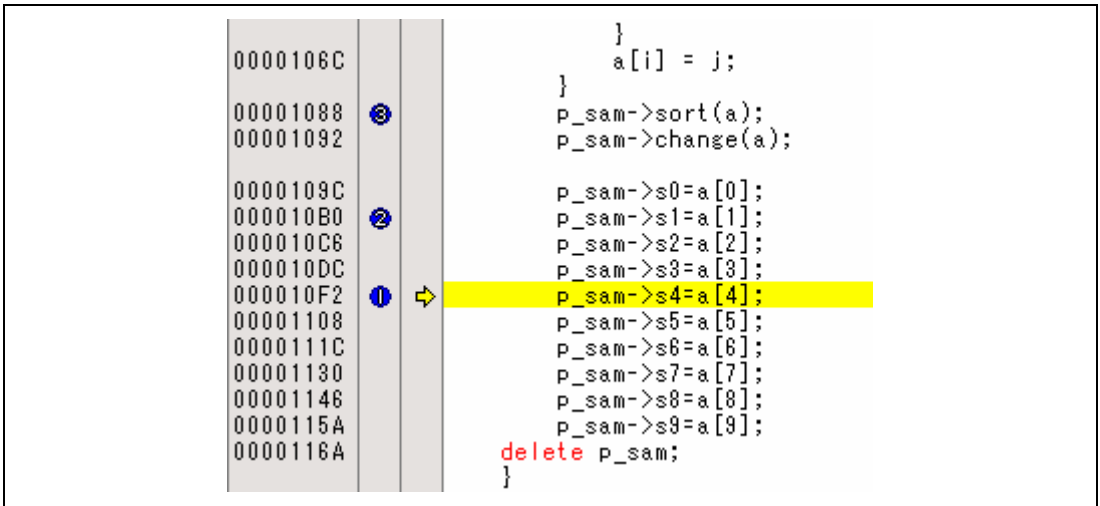 }
0000106C a[i] = j;
}
00001088 3 p_sam->sort(a);
00001092 p_sam->change(a);
0000109C p_sam->s0=a[0];
000010B0 2 p_sam->s1=a[1];
000010C6 p_sam->s2=a[2];
000010DC p_sam->s3=a[3];
000010F2 1 p_sam->s4=a[4];
00001108 p_sam->s5=a[5];
0000111C p_sam->s6=a[6];
00001130 p_sam->s7=a[7];
00001146 p_sam->s8=a[8];
0000115A p_sam->s9=a[9];
0000116A delete p_sam;
}